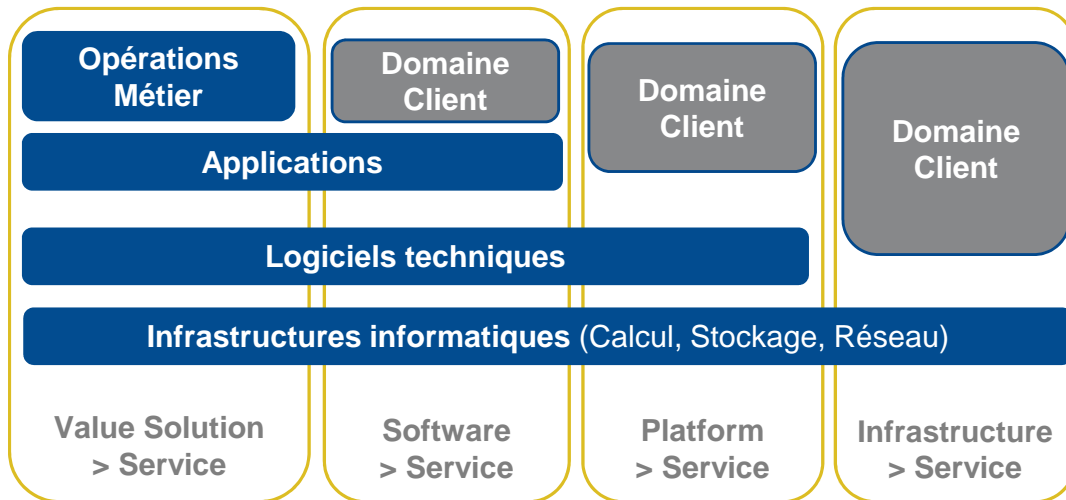 Opérations
Métier
Domaine
Client
Domaine
Client
Domaine
Client
Applications
Logiciels techniques
Infrastructures informatiques (Calcul, Stockage, Réseau)
Value Solution
> Service
Software
> Service
Platform
> Service
Infrastructure
> Service